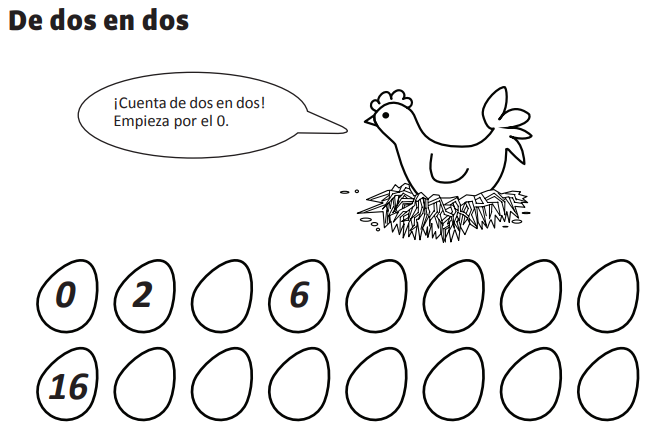 De dos en dos
¡Cuenta de dos en dos!
Empieza por el 0.
0 2 6
16